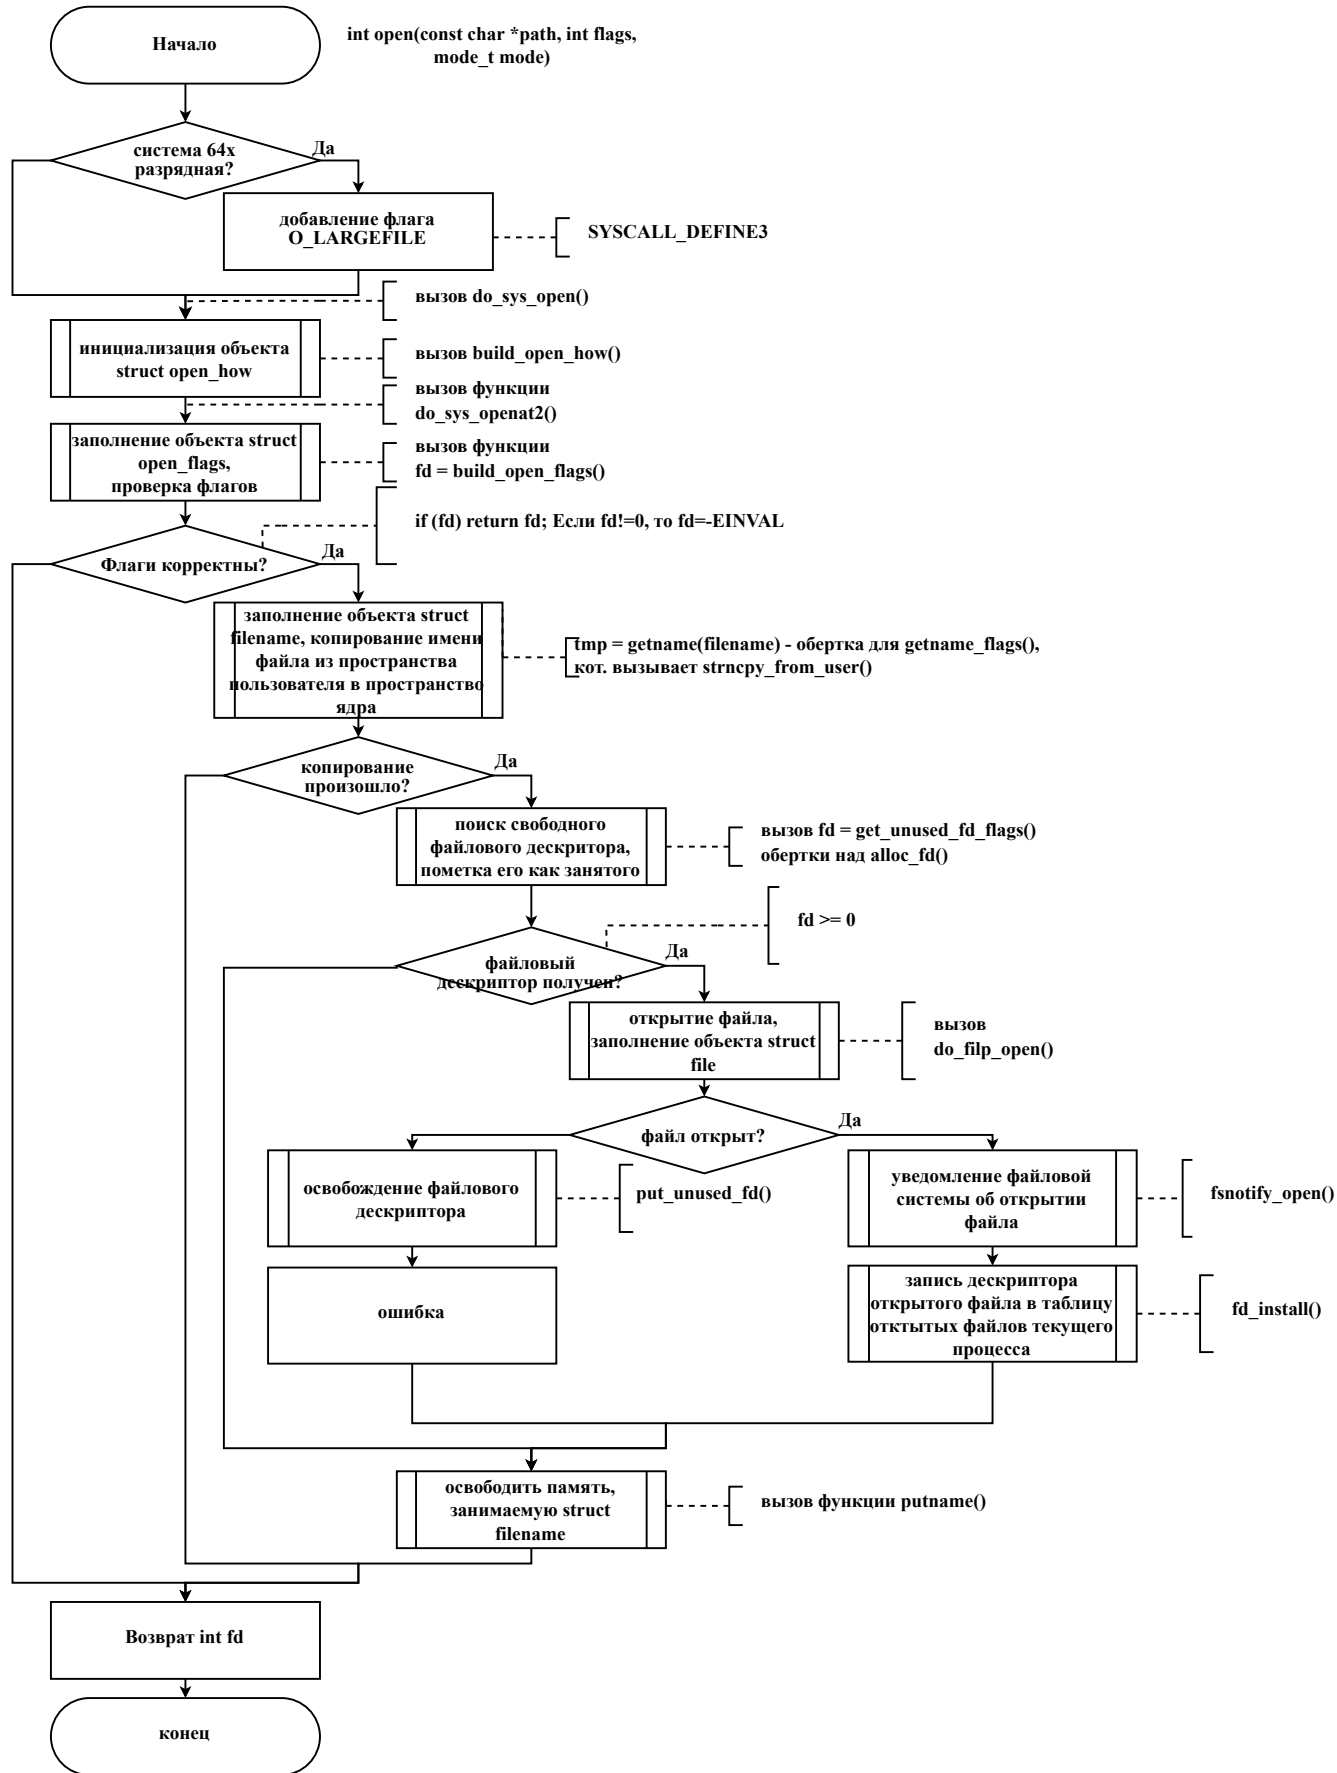 Начало
int open(const char *path, int flags,
mode_t mode)
система 64х
разрядная?
Да
добавление флага
O_LARGEFILE
SYSCALL_DEFINE3
вызов do_sys_open()
инициализация объекта
struct open_how
вызов build_open_how()
вызов функции
do_sys_openat2()
заполнение объекта struct
open_flags,
проверка флагов
вызов функции
fd = build_open_flags()
if (fd) return fd; Если fd!=0, то fd=-EINVAL
Флаги корректны?
Да
заполнение объекта struct
filename, копирование имени
файла из пространства
пользователя в пространство
ядра
tmp = getname(filename) - обертка для getname_flags(),
кот. вызывает strncpy_from_user()
копирование
произошло?
Да
поиск свободного
файлового дескритора,
пометка его как занятого
вызов fd = get_unused_fd_flags()
обертки над alloc_fd()
fd >= 0
файловый
дескриптор получен?
Да
открытие файла,
заполнение объекта struct
file
вызов
do_filp_open()
файл открыт?
Да
освобождение файлового
дескриптора
put_unused_fd()
уведомление файловой
системы об открытии
файла
fsnotify_open()
ошибка
запись дескриптора
открытого файла в таблицу
отктытых файлов текущего
процесса
fd_install()
освободить память,
занимаемую struct
filename
вызов функции putname()
Возврат int fd
конец